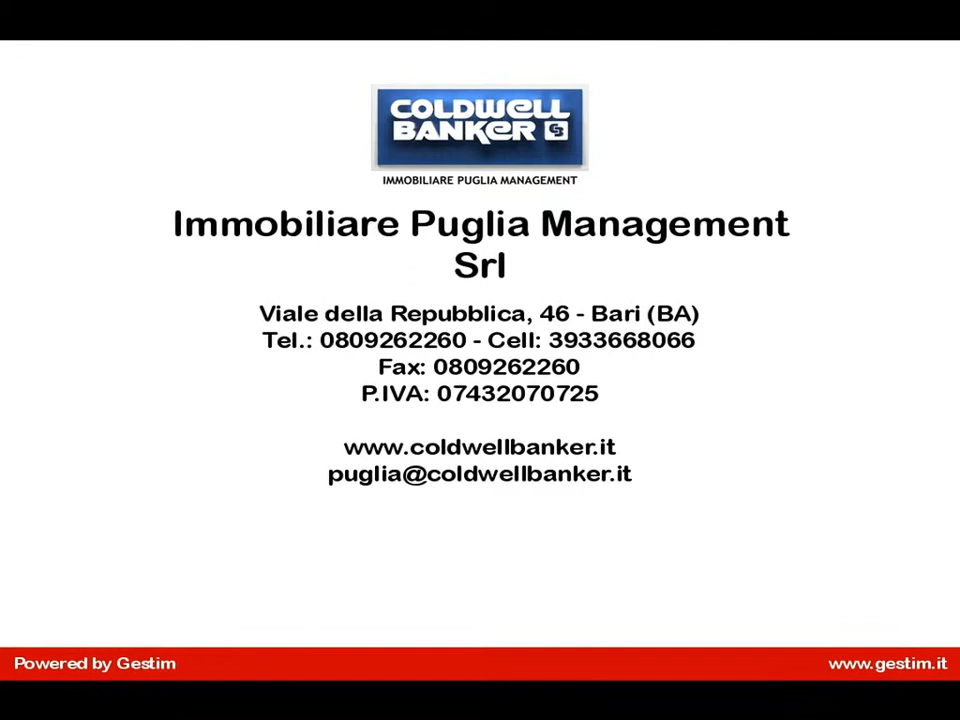 COLDWELL
BANKER CB
IMMOBILIARE PUGLIA MANAGEMENT
Immobiliare Puglia Management
Srl
Viale della Repubblica, 46 - Bari (BA)
Tel.: 0809262260 - Cell: 3933668066
Fax: 0809262260
P.IVA: 07432070725
www.coldwellbanker.it
puglia@coldwellbanker.it
Powered by Gestim
www.gestim.it